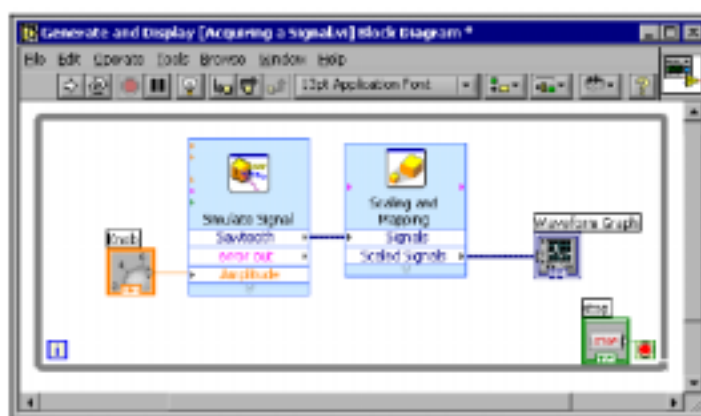 Generate and Display [Acquiring a Signal.vi] Block Diagram *
File Edit Operate Tools Browse Window Help
13pt Application Font
Simulate Signal
Sawtooth
error out
Amplitude
Scaling and
Mapping
Signals
Scaled Signals
Knob
Waveform Graph
stop
i